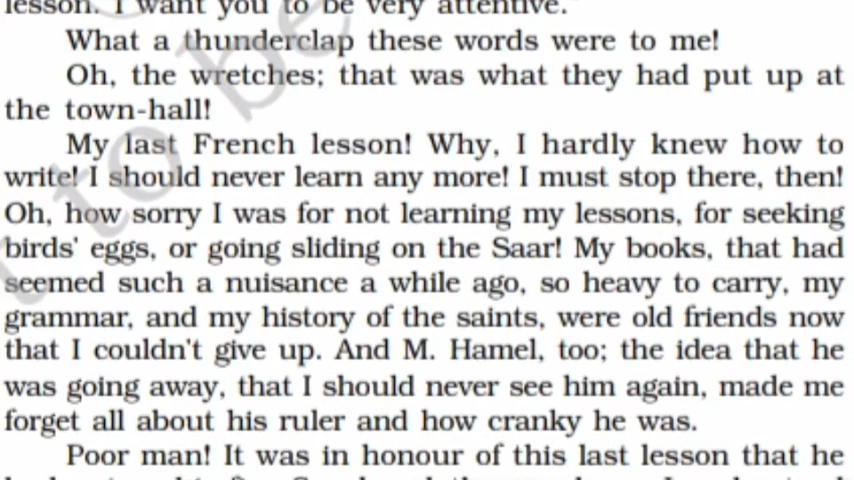 lesson. I want you to be very attentive."
What a thunderclap these words were to me!
Oh, the wretches; that was what they had put up at
the town-hall!
My last French lesson! Why, I hardly knew how to
write! I should never learn any more! I must stop there, then!
Oh, how sorry I was for not learning my lessons, for seeking
birds' eggs, or going sliding on the Saar! My books, that had
seemed such a nuisance a while ago, so heavy to carry, my
grammar, and my history of the saints, were old friends now
that I couldn't give up. And M. Hamel, too; the idea that he
was going away, that I should never see him again, made me
forget all about his ruler and how cranky he was.
Poor man! It was in honour of this last lesson that he